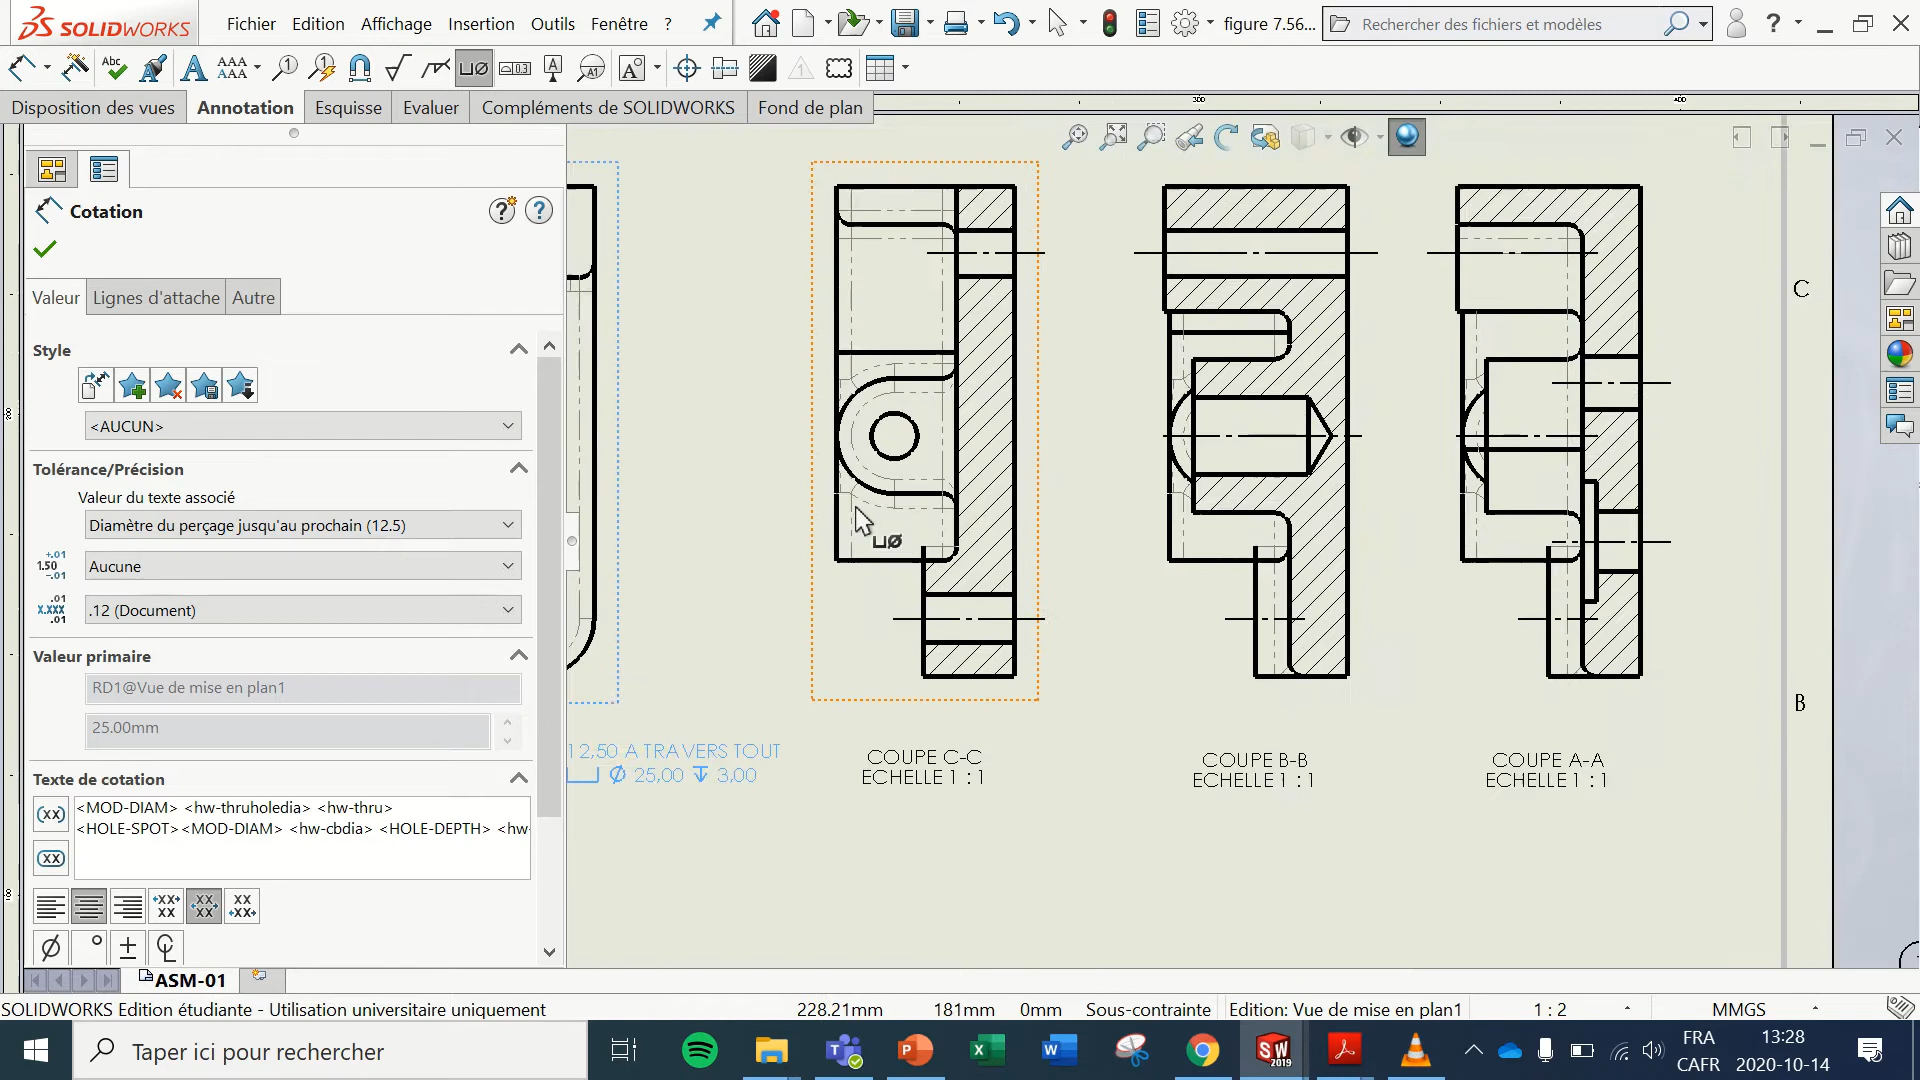 SOLIDWORKS
Fichier Edition Affichage Insertion Outils Fenêtre ?
figure 7.56...
Rechercher des fichiers et modèles
Disposition des vues Annotation Esquisse Evaluer Compléments de SOLIDWORKS Fond de plan
300
400
Cotation
Valeur Lignes d'attache Autre
Style
<AUCUN>
Tolérance/Précision
Valeur du texte associé
Diamètre du perçage jusqu'au prochain (12.5)
Aucune
.12 (Document)
Valeur primaire
RD1@Vue de mise en plan1
25.00mm
Texte de cotation
<MOD-DIAM> <hw-thruholedia> <hw-thru>
<HOLE-SPOT><MOD-DIAM> <hw-cbdia> <HOLE-DEPTH> <hw-
12,50 A TRAVERS TOUT
⌴ Ø 25,00 ↧ 3,00
COUPE C-C
ECHELLE 1 : 1
COUPE B-B
ECHELLE 1 : 1
COUPE A-A
ECHELLE 1 : 1
C
B
ASM-01
SOLIDWORKS Edition étudiante - Utilisation universitaire uniquement
228.21mm 181mm 0mm Sous-contrainte Edition: Vue de mise en plan1 1 : 2 MMGS
Taper ici pour rechercher
FRA
CAFR
13:28
2020-10-14